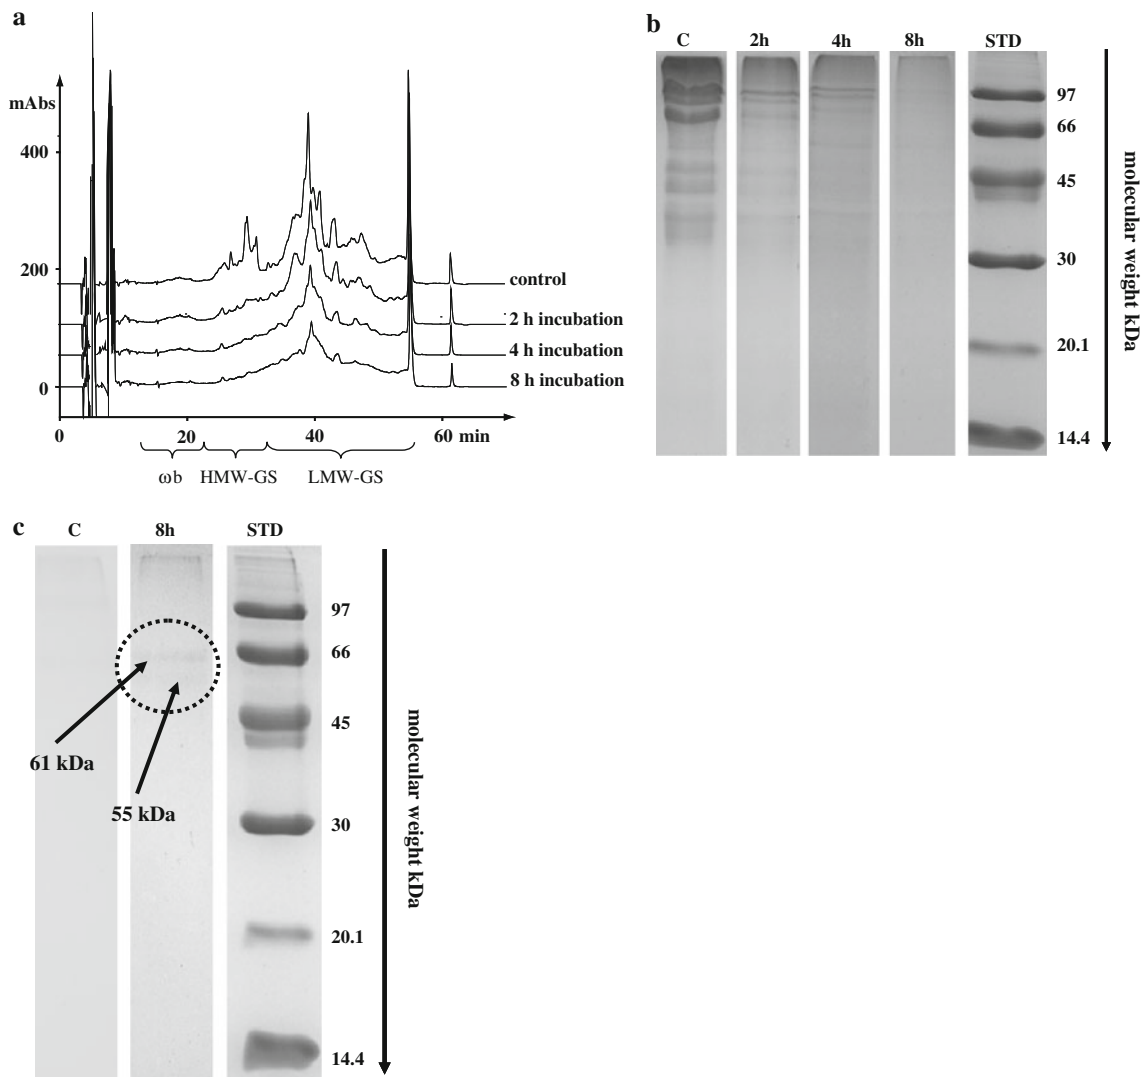 a
mAbs
400
200
0
control
2 h incubation
4 h incubation
8 h incubation
0 20 40 60 min
ωb HMW-GS LMW-GS
b
C 2h 4h 8h STD
97
66
45
30
20.1
14.4
molecular weight kDa
c
C 8h STD
97
66
45
30
20.1
14.4
61 kDa
55 kDa
molecular weight kDa